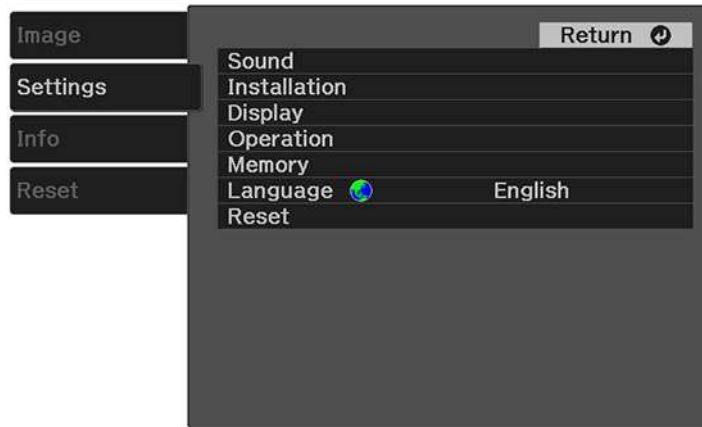 Image
Settings
Info
Reset
Return
Sound
Installation
Display
Operation
Memory
Language English
Reset